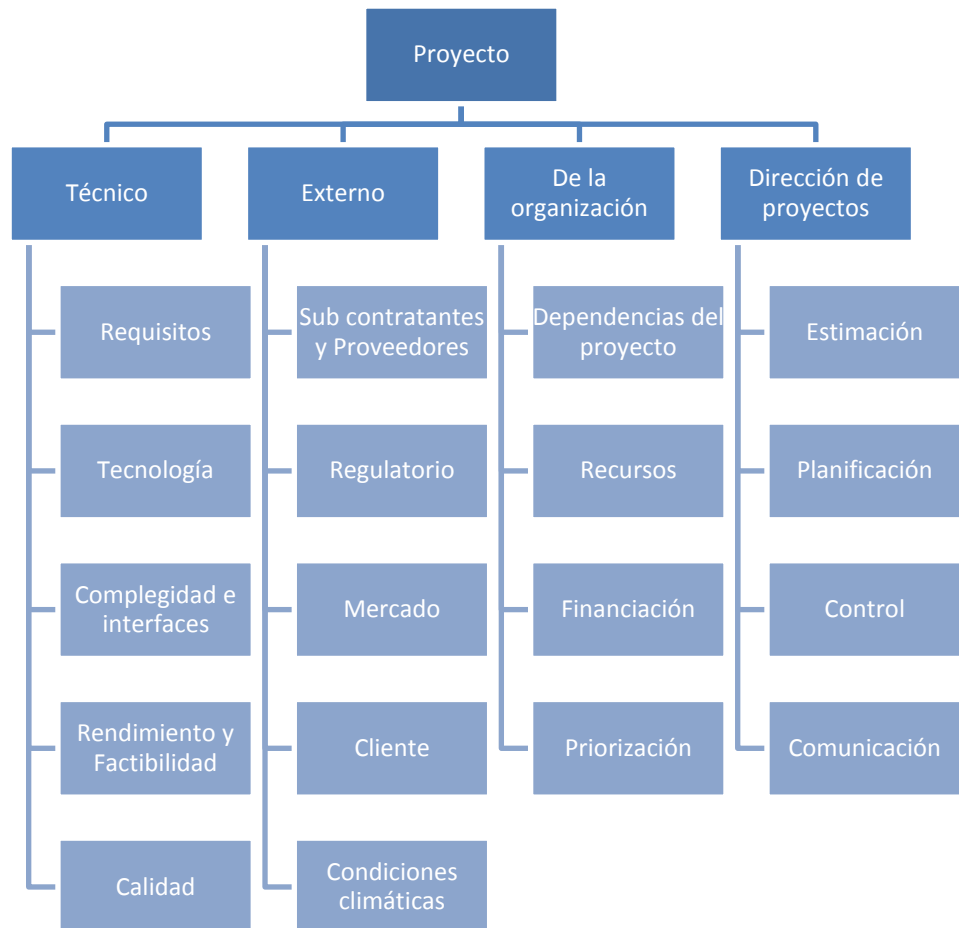 Proyecto
Técnico
Externo
De la
organización
Dirección de
proyectos
Requisitos
Sub contratantes
y Proveedores
Dependencias del
proyecto
Estimación
Tecnología
Regulatorio
Recursos
Planificación
Complegidad e
interfaces
Mercado
Financiación
Control
Rendimiento y
Factibilidad
Cliente
Priorización
Comunicación
Calidad
Condiciones
climáticas